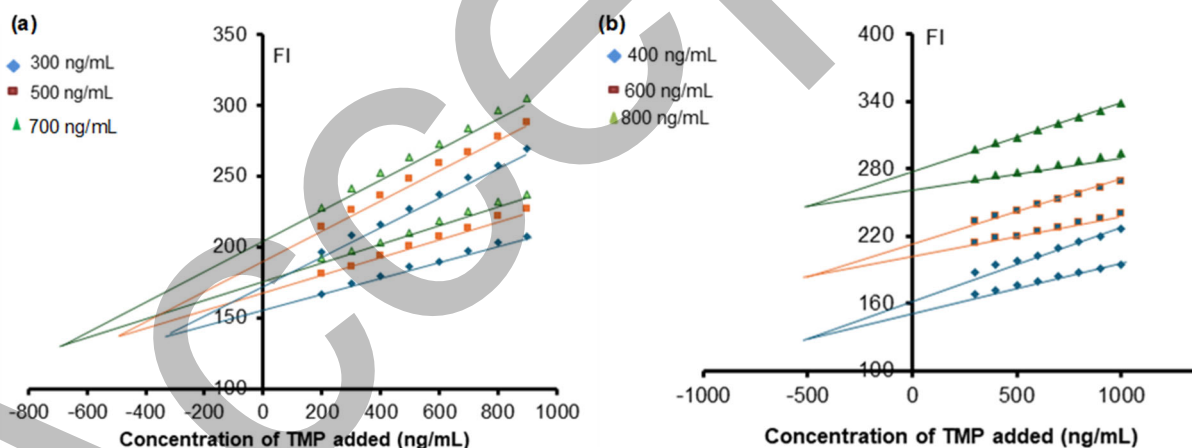 (a)
300 ng/mL
500 ng/mL
700 ng/mL
FI
350
300
250
200
150
100
-800 -600 -400 -200 0 200 400 600 800 1000
Concentration of TMP added (ng/mL)
(b)
400 ng/mL
600 ng/mL
800 ng/mL
FI
400
340
280
220
160
100
-1000 -500 0 500 1000
Concentration of TMP added (ng/mL)